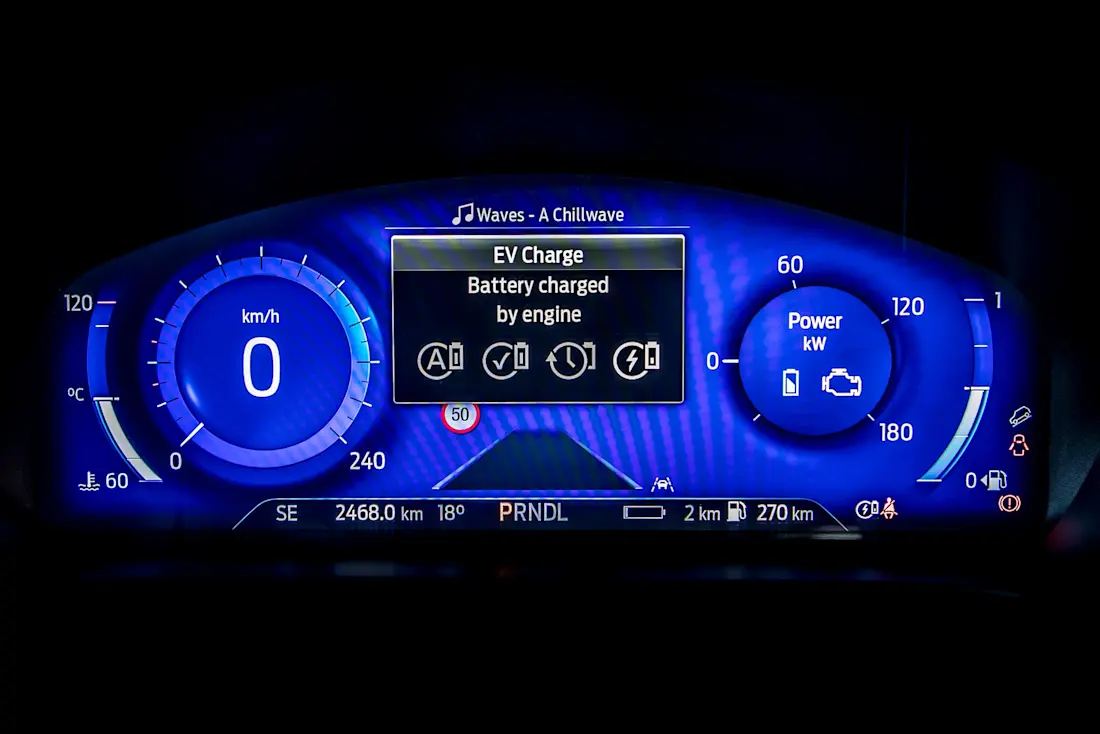 Waves - A Chillwave
EV Charge
Battery charged
by engine
A
50
120
°C
60
km/h
0
0
240
60
120
0
180
Power
kW
1
0
SE
2468.0 km
18º
PRNDL
2 km
270 km